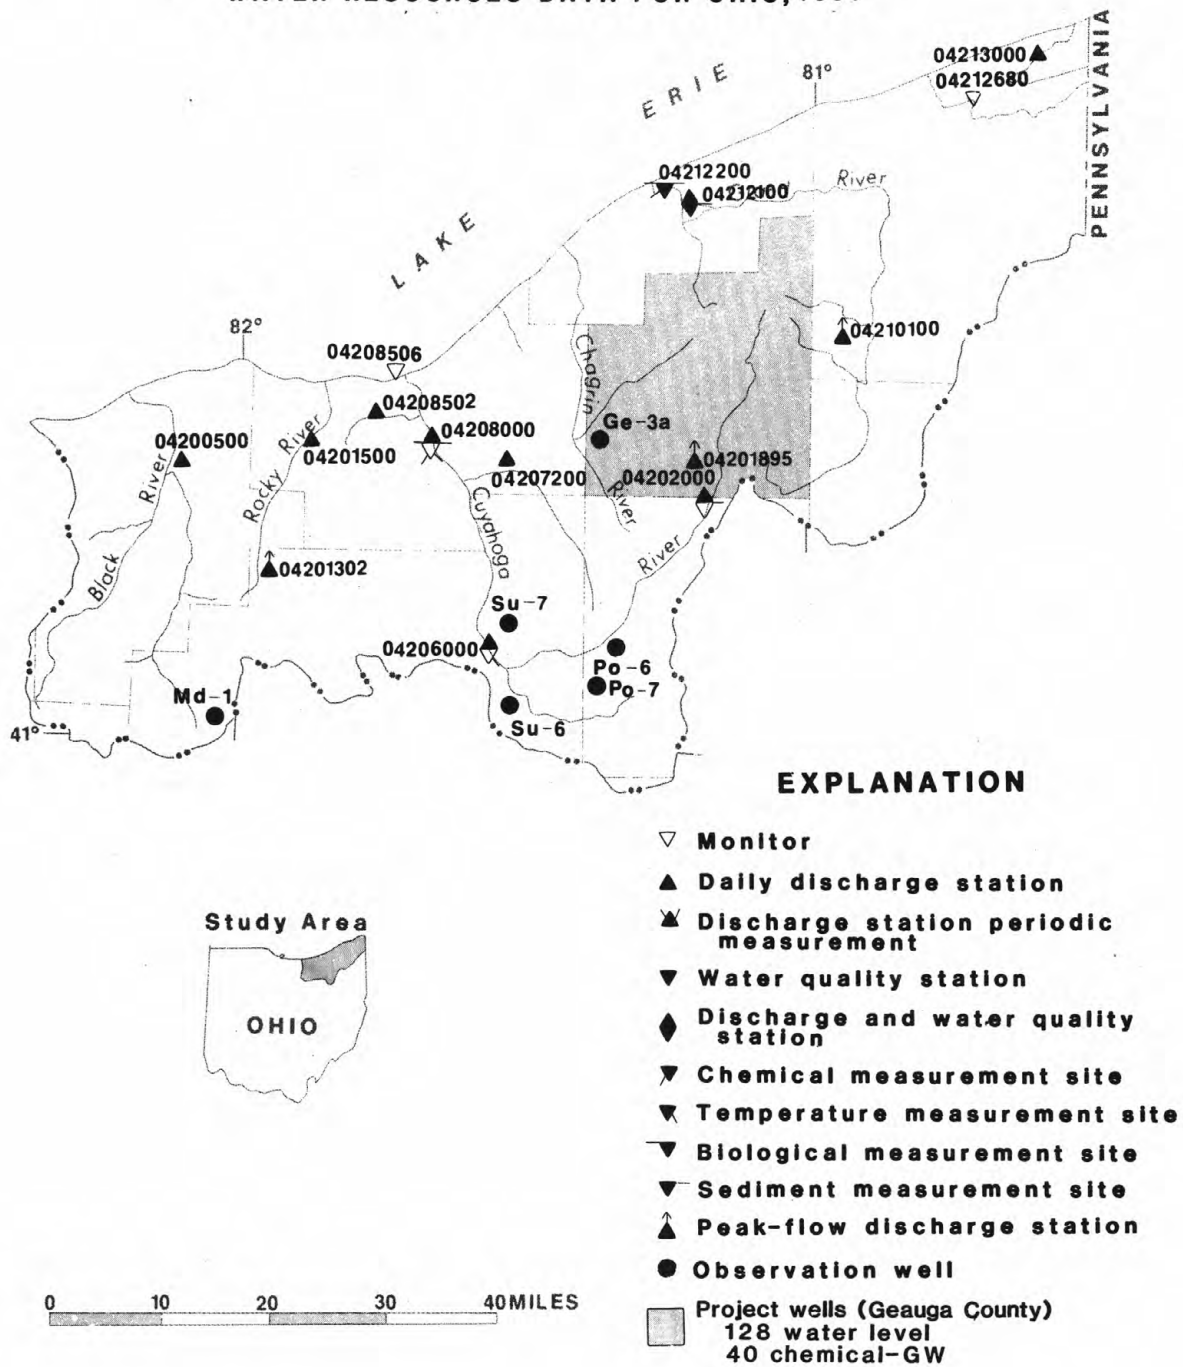 WATER RESOURCES DATA FOR OHIO,
ERIE
81°
04213000
04212680
PENNSYLVANIA
04212200
04212100
River
LAKE
82°
04208506
04210100
Chagrin
River
04208502
04208000
Ge-3a
04200500
River
Black
Rocky River
04201500
04207200
04201895
04202000
Cuyahoga
River
04201302
Su-7
04206000
Po-6
Po-7
Md-1
Su-6
41°
EXPLANATION
Monitor
Daily discharge station
Discharge station periodic
measurement
Water quality station
Discharge and water quality
station
Chemical measurement site
Temperature measurement site
Biological measurement site
Sediment measurement site
Peak-flow discharge station
Observation well
Project wells (Geauga County)
128 water level
40 chemical-GW
Study Area
OHIO
0 10 20 30 40 MILES